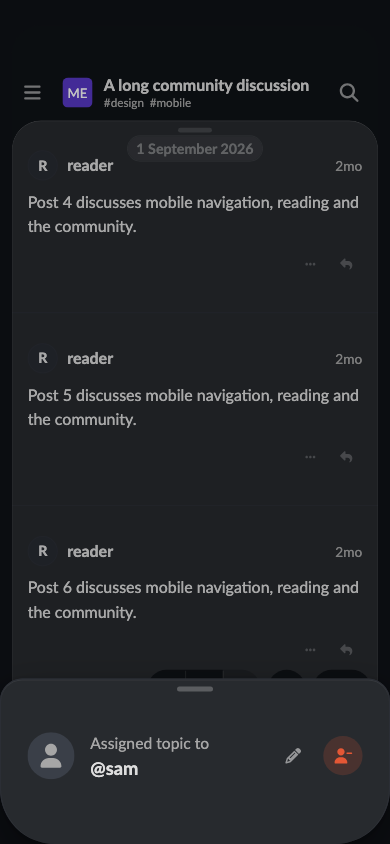 ME
A long community discussion
#design #mobile
1 September 2026
R reader 2mo
Post 4 discusses mobile navigation, reading and
the community.
R reader 2mo
Post 5 discusses mobile navigation, reading and
the community.
R reader 2mo
Post 6 discusses mobile navigation, reading and
the community.
Assigned topic to
@sam